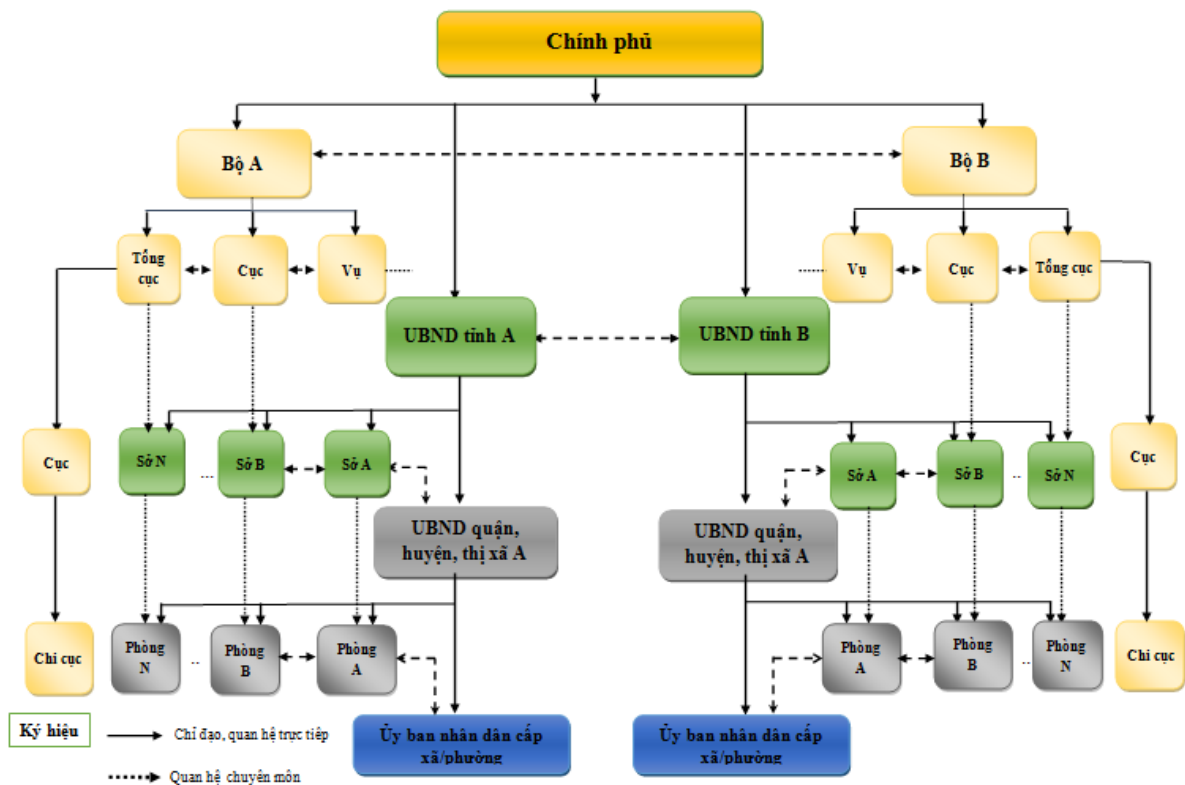 Chính phủ
Bộ A
Bộ B
Tổng
cục
Cục
Vụ
......
......
Vụ
Cục
Tổng cục
UBND tỉnh A
UBND tỉnh B
Cục
Sở N
...
Sở B
Sở A
Sở A
Sở B
..
Sở N
Cục
UBND quận,
huyện, thị xã A
UBND quận,
huyện, thị xã A
Chi cục
Phòng
N
..
Phòng
B
Phòng
A
Phòng
A
Phòng
B
...
Phòng
N
Chi cục
Ủy ban nhân dân cấp
xã/phường
Ủy ban nhân dân cấp
xã/phường
Ký hiệu
Chỉ đạo, quan hệ trực tiếp
Quan hệ chuyên môn